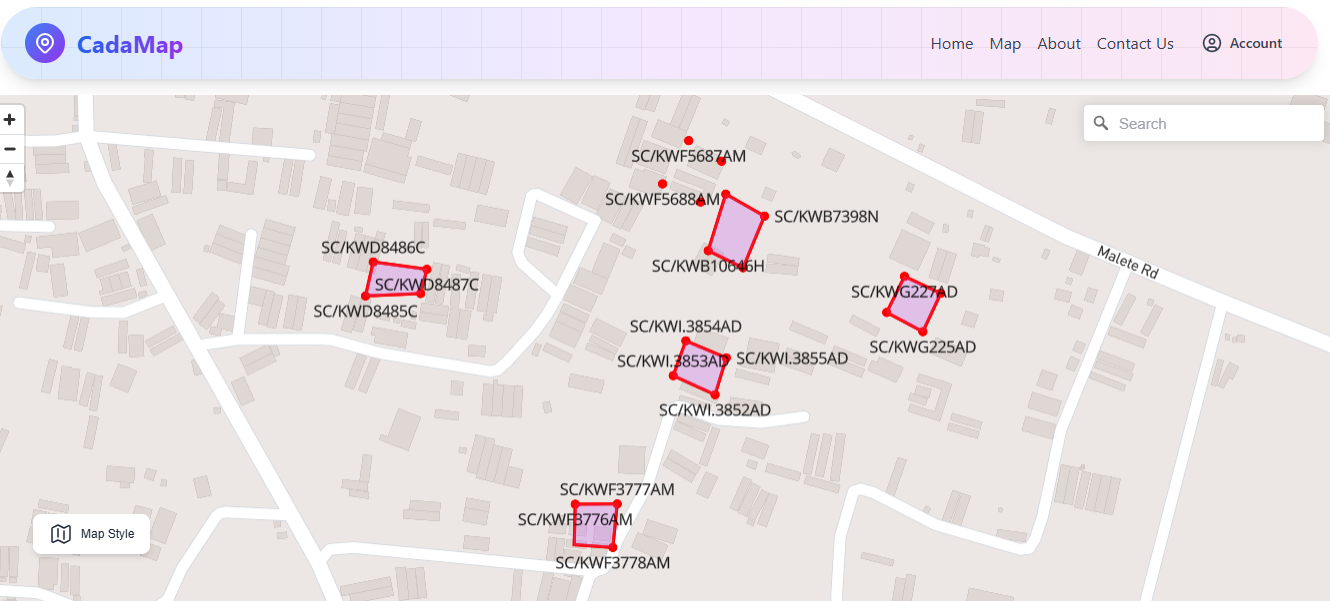 CadaMap
Home
Map
About
Contact Us
Account
Search
SC/KWF5687AM
SC/KWF5688AM
SC/KWB7398N
SC/KWD8486C
SC/KWB10646H
Malete Rd
SC/KWD8487C
SC/KWG227AD
SC/KWD8485C
SC/KWI.3854AD
SC/KWG225AD
SC/KWI.3853AD
SC/KWI.3855AD
SC/KWI.3852AD
SC/KWF3777AM
SC/KWF3776AM
Map Style
SC/KWF3778AM